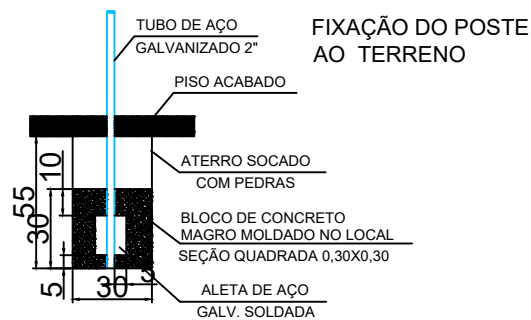 TUBO DE AÇO
GALVANIZADO 2"
FIXAÇÃO DO POSTE
AO TERRENO
PISO ACABADO
ATERRO SOCADO
COM PEDRAS
BLOCO DE CONCRETO
MAGRO MOLDADO NO LOCAL
SEÇÃO QUADRADA 0,30X0,30
ALETA DE AÇO
GALV. SOLDADA
55
30
10
5
30